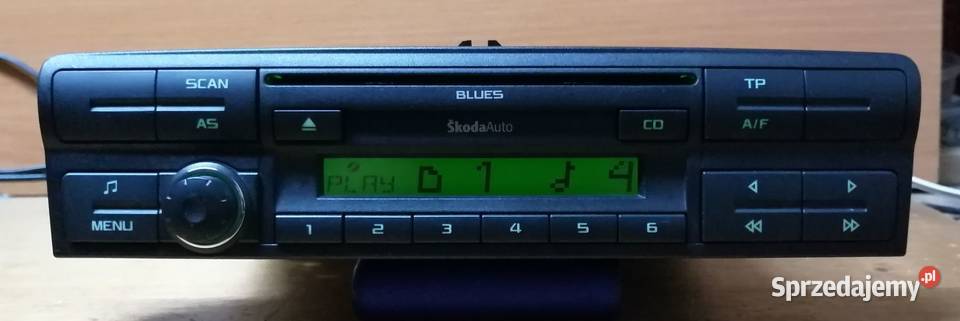 SCAN
TP
BLUES
AS
ŠkodaAuto
CD
A/F
PLAY D 1 4
MENU
1 2 3 4 5 6
Sprzedajemy.pl